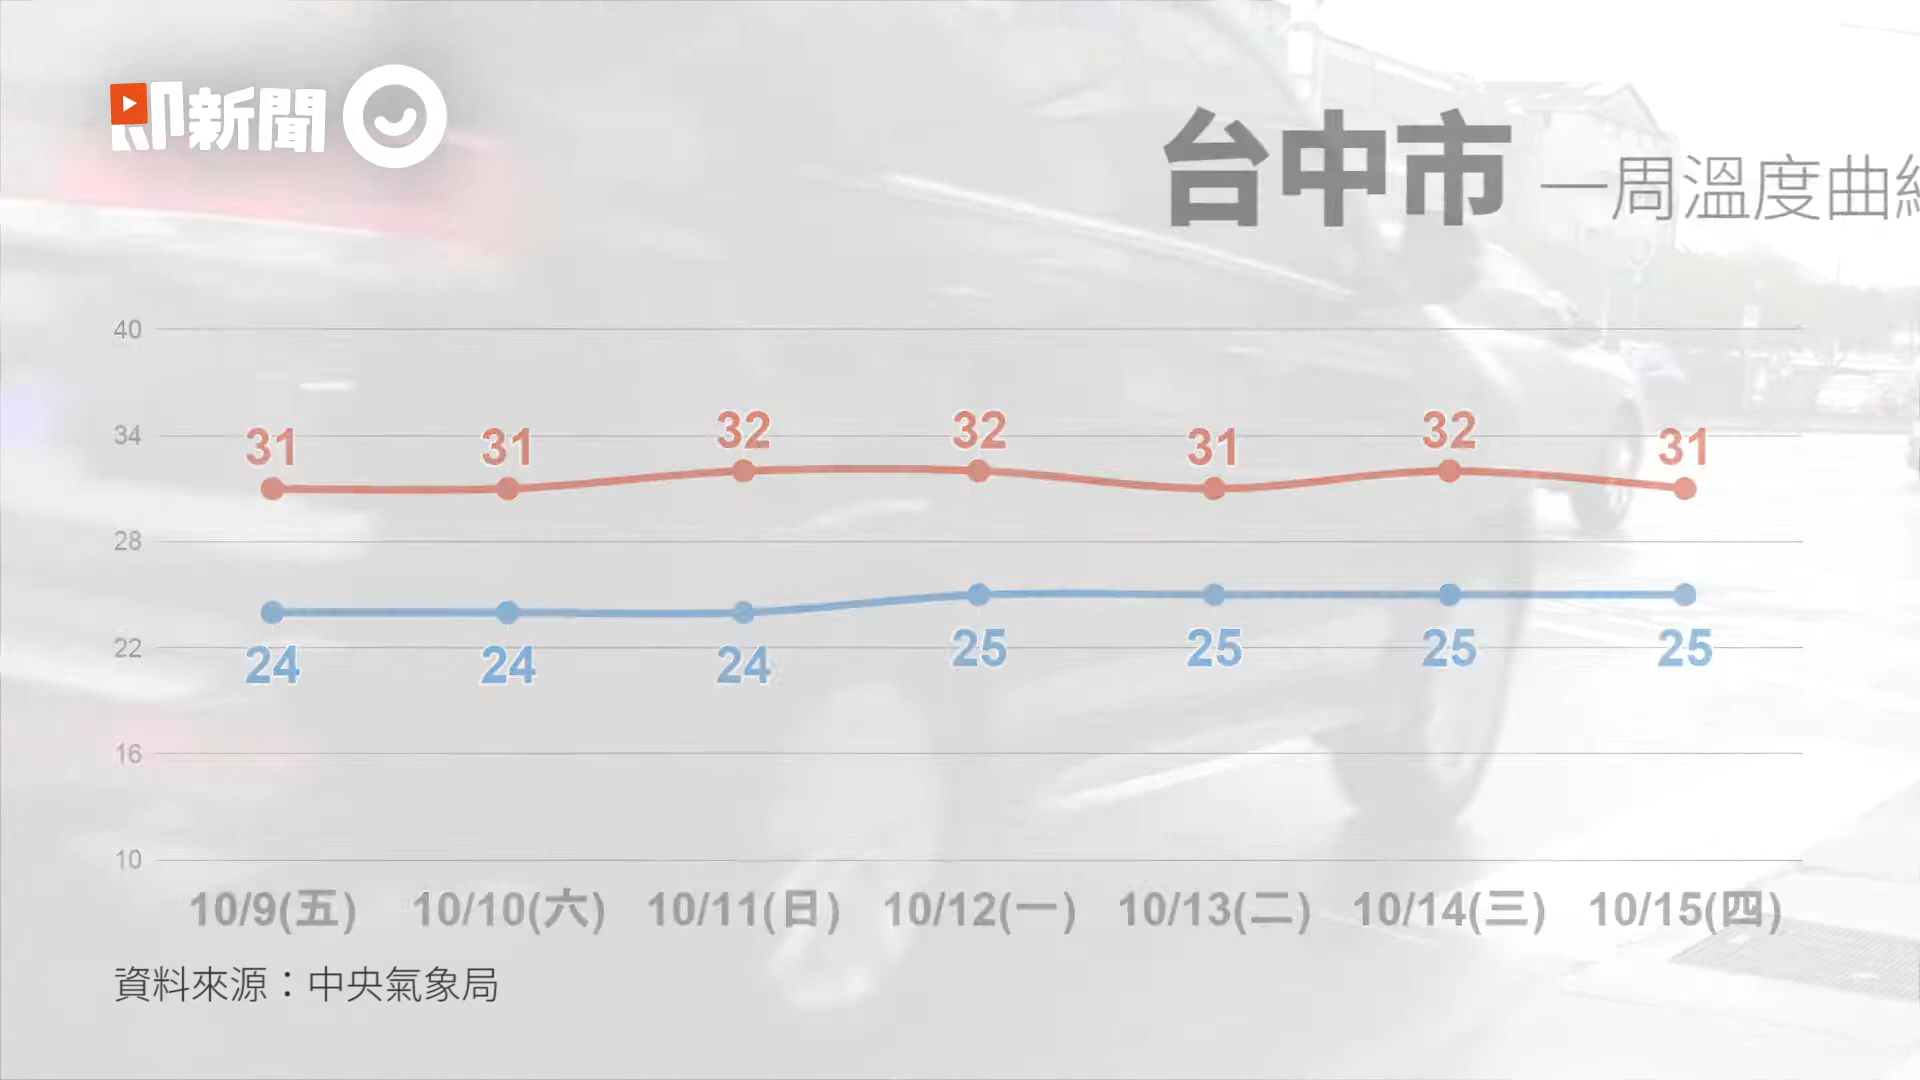 即新聞
台中市 一周溫度曲
40
34
28
22
16
10
31 31 32 32 31 32 31
24 24 24 25 25 25 25
10/9(五) 10/10(六) 10/11(日) 10/12(一) 10/13(二) 10/14(三) 10/15(四)
資料來源：中央氣象局